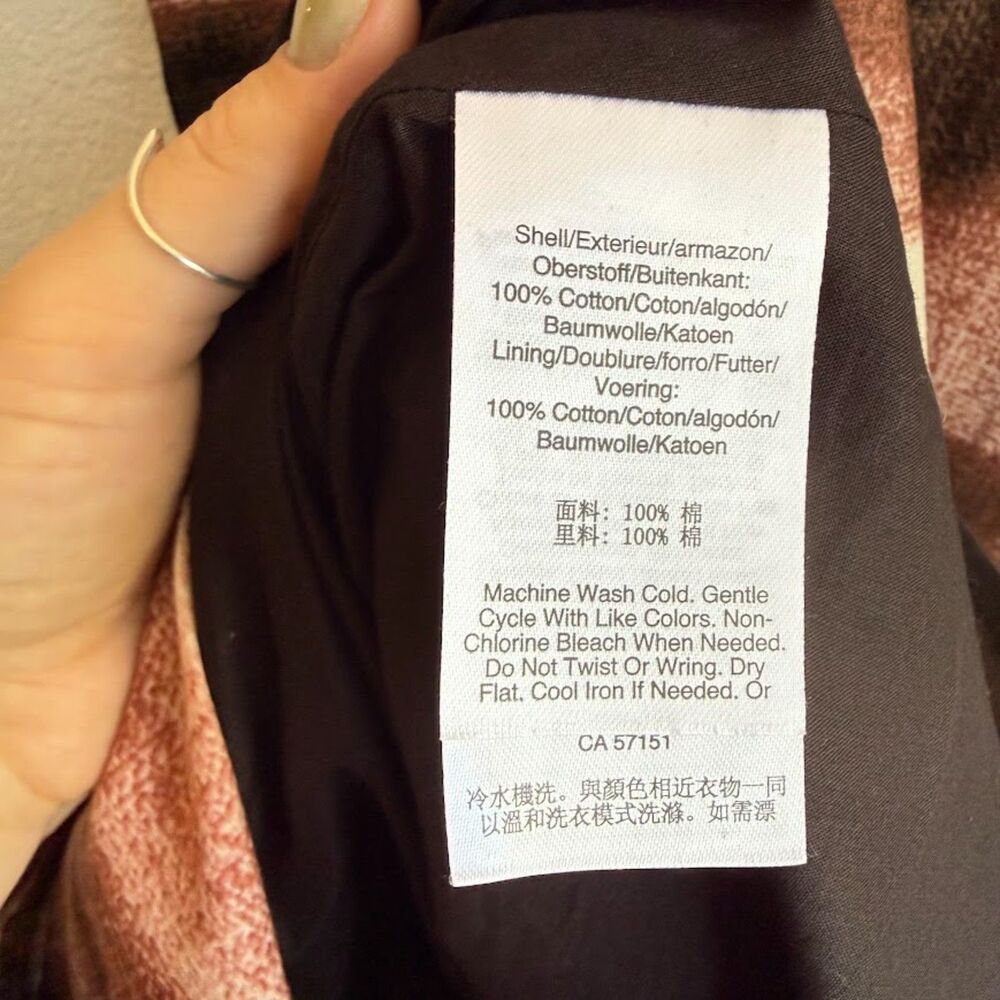 Shell/Exterieur/armazon/
Oberstoff/Buitenkant:
100% Cotton/Coton/algodón/
Baumwolle/Katoen
Lining/Doublure/forro/Futter/
Voering:
100% Cotton/Coton/algodón/
Baumwolle/Katoen
面料: 100% 棉
里料: 100% 棉
Machine Wash Cold. Gentle
Cycle With Like Colors. Non-
Chlorine Bleach When Needed.
Do Not Twist Or Wring. Dry
Flat. Cool Iron If Needed. Or
CA 57151
冷水機洗。與顏色相近衣物一同
以溫和洗衣模式洗滌。如需漂